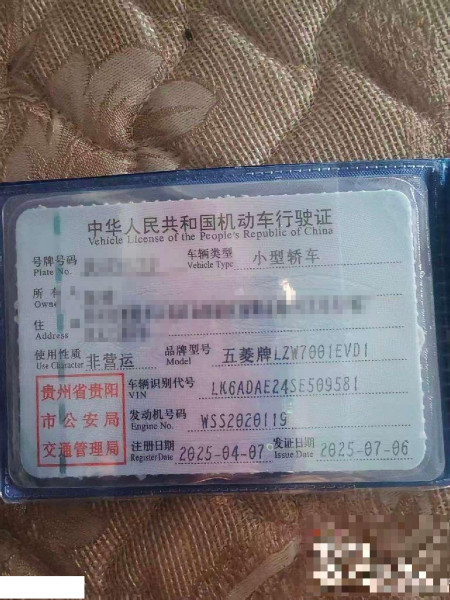 中华人民共和国机动车行驶证
Vehicle License of the People's Republic of China
号牌号码 车辆类型 小型轿车
Plate No. Vehicle Type
所有
Owner
住
Address
使用性质 非营运 品牌型号 五菱牌LZW7001EVD1
Use Character Model
贵州省贵阳市公安局交通管理局
车辆识别代号 LK6ADAE24SE509581
VIN
发动机号码 WSS2020119
Engine No.
注册日期 2025-04-07 发证日期 2025-07-06
Register Date Issue Date